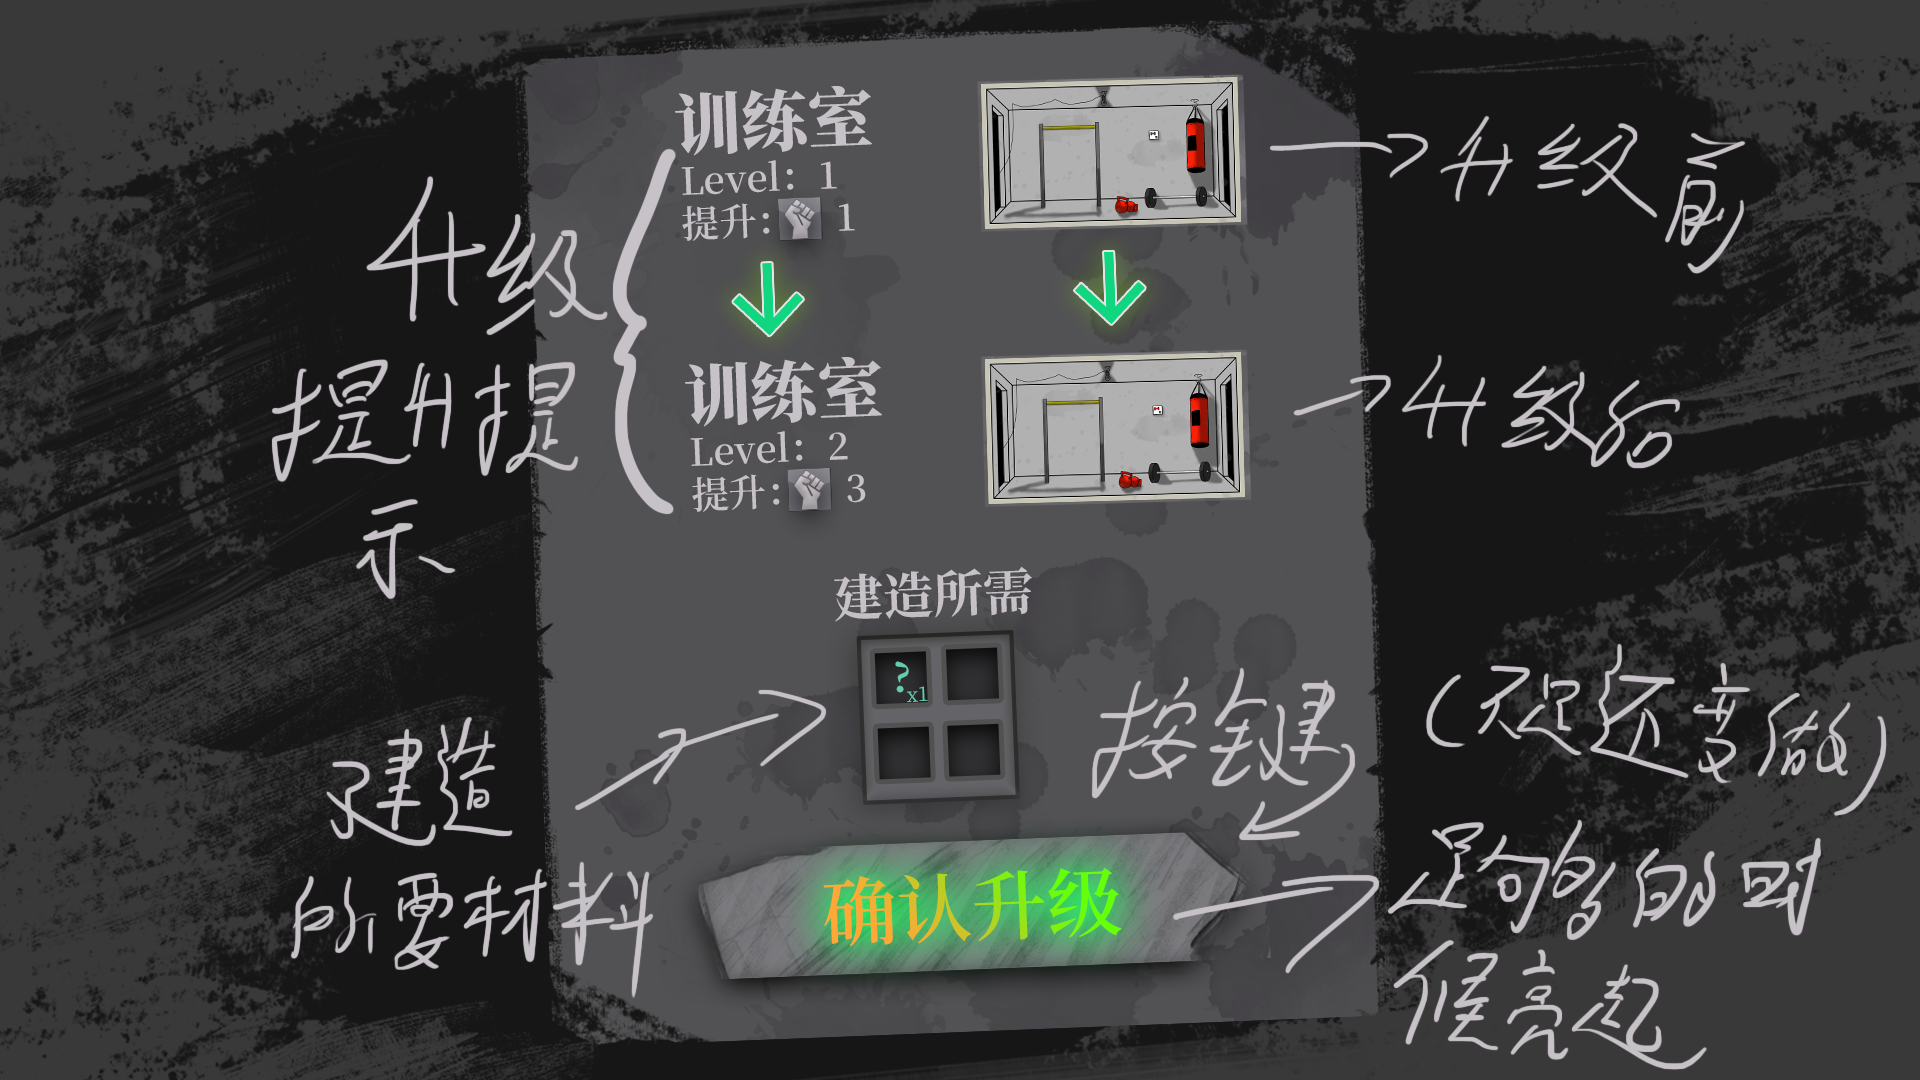 训练室
Level: 1
提升: 1
升级前
升级
提升提
示
训练室
Level: 2
提升: 3
升级后
建造所需
? x1
建造
所要材料
按键
(不足还变做)
确认升级
足够的时
候亮起